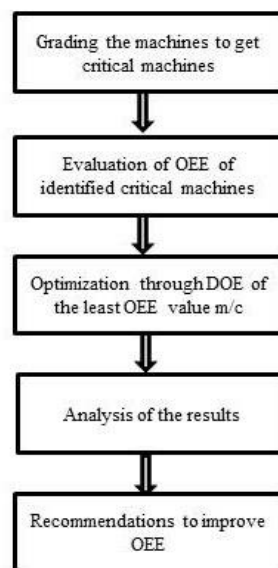 Grading the machines to get
critical machines
Evaluation of OEE of
identified critical machines
Optimization through DOE of
the least OEE value m/c
Analysis of the results
Recommendations to improve
OEE